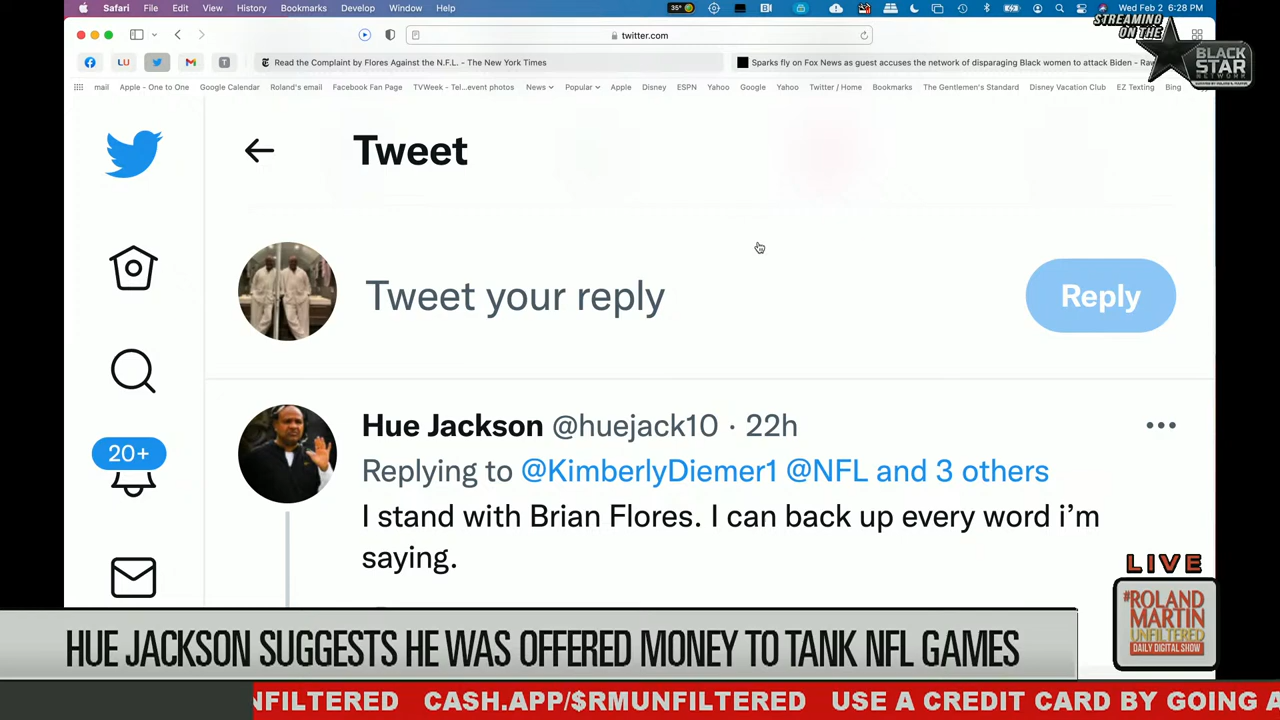 Safari File Edit View History Bookmarks Develop Window Help 35° Wed Feb 2 6:28 PM
STREAMING
ON THE
BLACK
STAR
NETWORK
twitter.com
LU T Read the Complaint by Flores Against the N.F.L. - The New York Times Sparks fly on Fox News as guest accuses the network of disparaging Black women to attack Biden - Raw
mail Apple - One to One Google Calendar Roland's email Facebook Fan Page TVWeek - Tel...event photos News Popular Apple Disney ESPN Yahoo Google Yahoo Twitter / Home Bookmarks The Gentlemen's Standard Disney Vacation Club EZ Texting Bing
Tweet
Tweet your reply
Reply
Hue Jackson @huejack10 · 22h
Replying to @KimberlyDiemer1 @NFL and 3 others
I stand with Brian Flores. I can back up every word i'm
saying.
20+
LIVE
#ROLAND
MARTIN
UNFILTERED
DAILY DIGITAL SHOW
HUE JACKSON SUGGESTS HE WAS OFFERED MONEY TO TANK NFL GAMES
NFILTERED CASH.APP/$RMUNFILTERED USE A CREDIT CARD BY GOING A